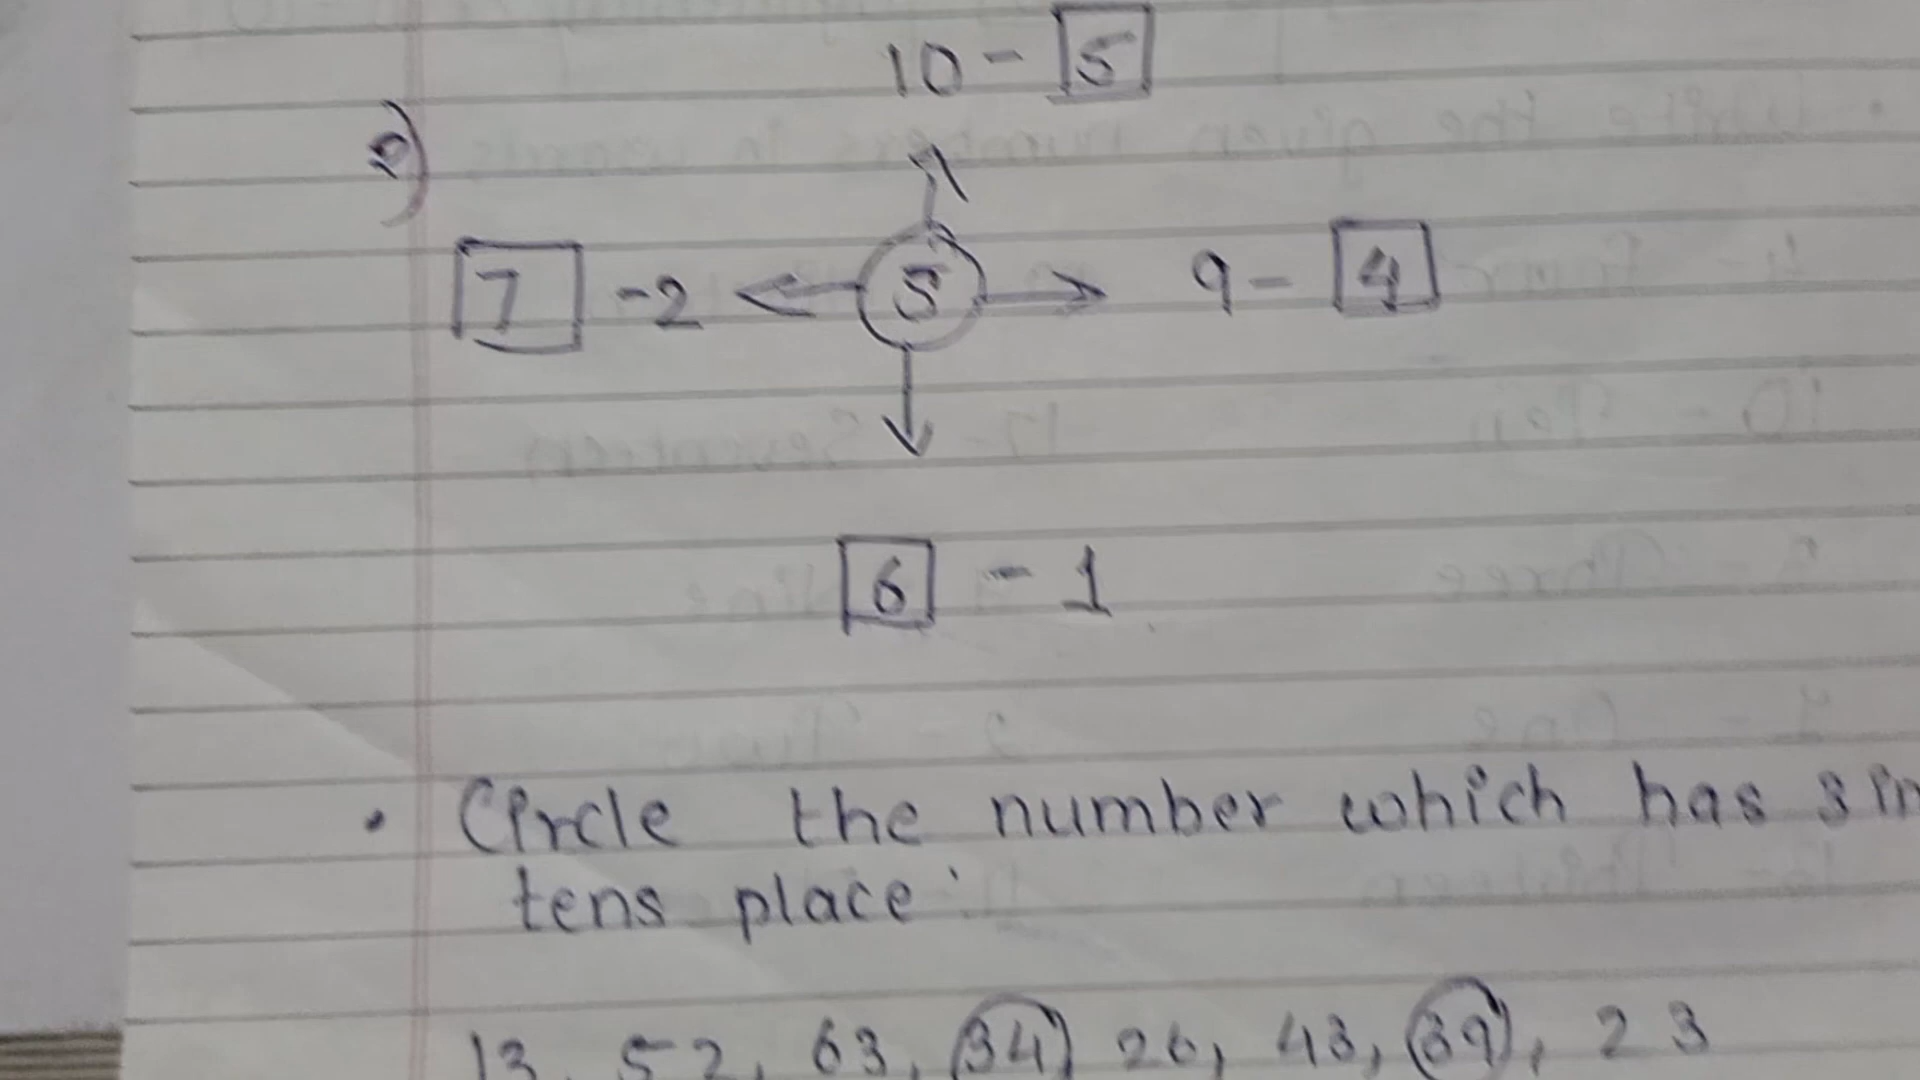 10 - 5
2)
7 -2 5 9 - 4
6 - 1
• Circle the number which has 3 in
tens place:
13, 52, 63, 34, 26, 43, 39, 23